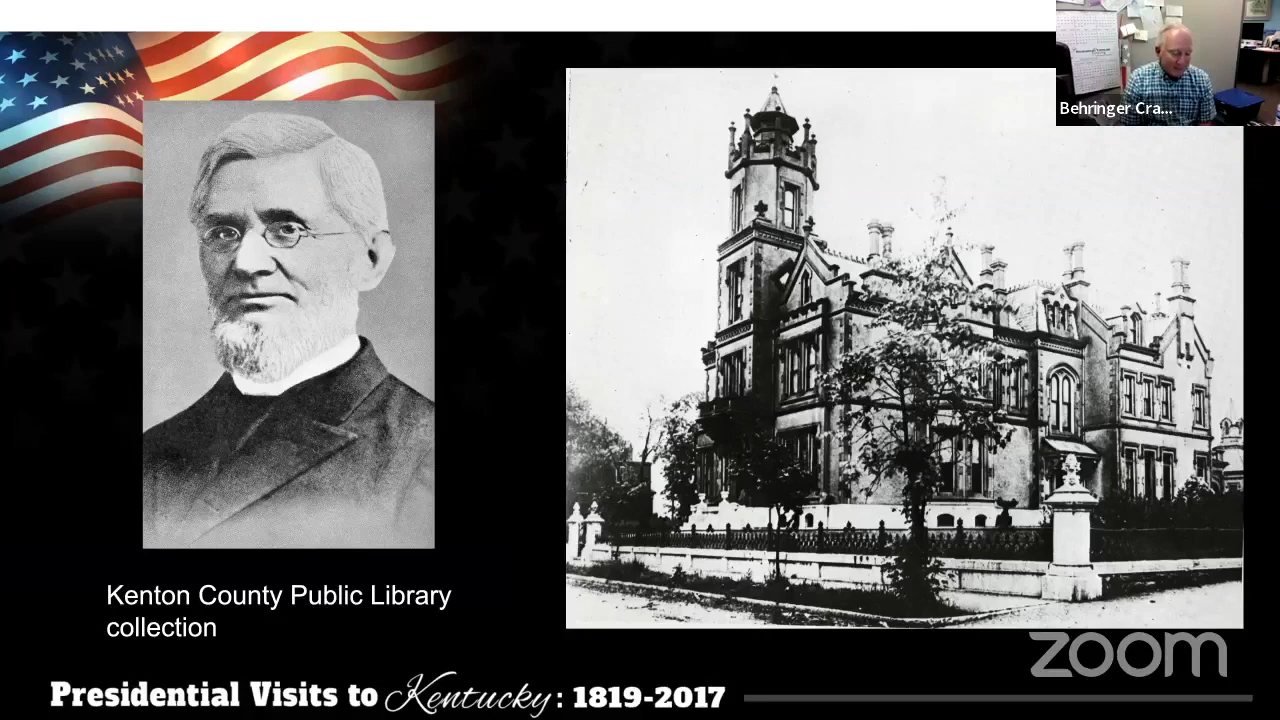 Behringer Cra...
Kenton County Public Library
collection
zoom
Presidential Visits to Kentucky: 1819-2017